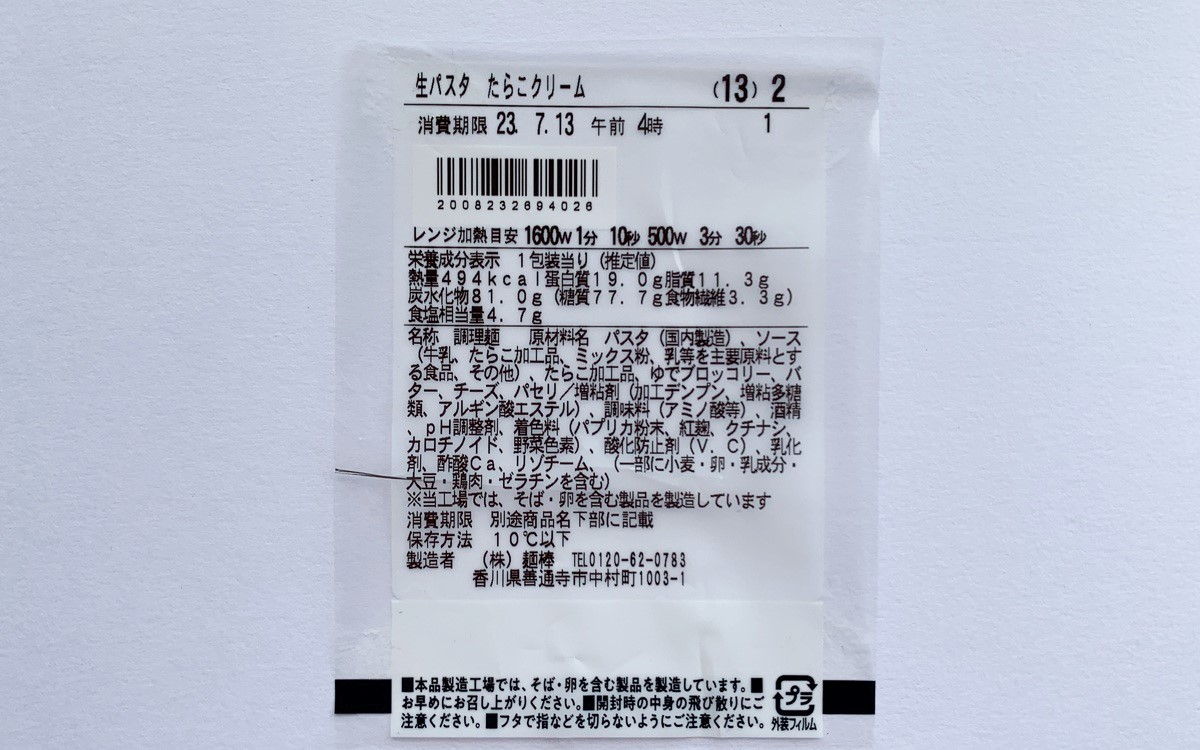 生パスタ たらこクリーム (13) 2
消費期限 23. 7.13 午前 4時 1
2008232694026
レンジ加熱目安 1600W 1分 10秒 500W 3分 30秒
栄養成分表示 1包装当り(推定値)
熱量494kcal蛋白質19.0g脂質11.3g
炭水化物81.0g(糖質77.7g食物繊維3.3g)
食塩相当量4.7g
名称 調理麺 原材料名 パスタ(国内製造)、ソース
(牛乳、たらこ加工品、ミックス粉、乳等を主要原料とす
る食品、その他)、たらこ加工品、ゆでブロッコリー、バ
ター、チーズ、パセリ/増粘剤(加工デンプン、増粘多糖
類、アルギン酸エステル)、調味料(アミノ酸等)、酒精
、pH調整剤、着色料(パプリカ粉末、紅麹、クチナシ、
カロチノイド、野菜色素)、酸化防止剤(V.C)、乳化
剤、酢酸Ca、リゾチーム、(一部に小麦・卵・乳成分・
大豆・鶏肉・ゼラチンを含む)
※当工場では、そば・卵を含む製品を製造しています
消費期限 別途商品名下部に記載
保存方法 10℃以下
製造者 (株)麺棒 TEL0120-62-0783
香川県善通寺市中村町1003-1
■本品製造工場では、そば・卵を含む製品を製造しています。■
お早めにお召し上がりください。■開封時の中身の飛び散りにご
注意ください。■フタで指などを切らないようにご注意ください。
プラ
外装フィルム